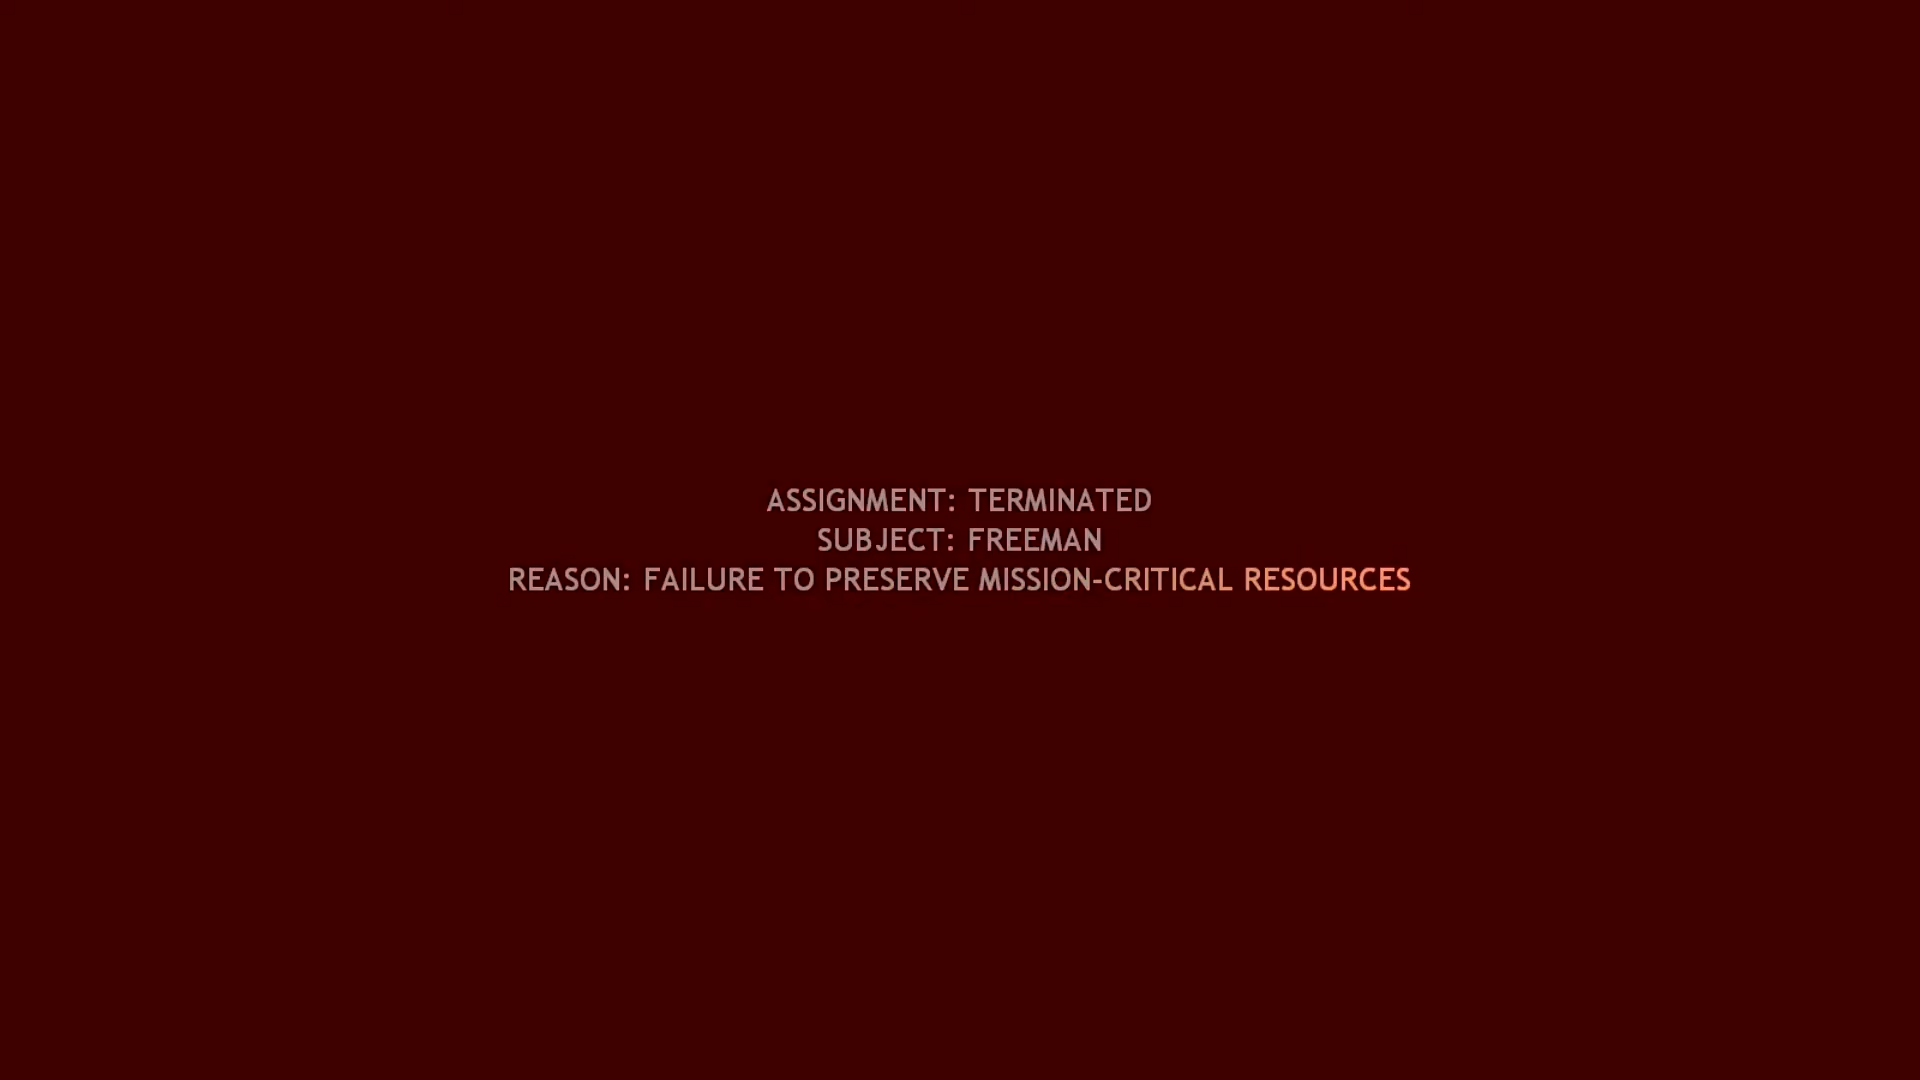 ASSIGNMENT: TERMINATED
SUBJECT: FREEMAN
REASON: FAILURE TO PRESERVE MISSION-CRITICAL RESOURCES